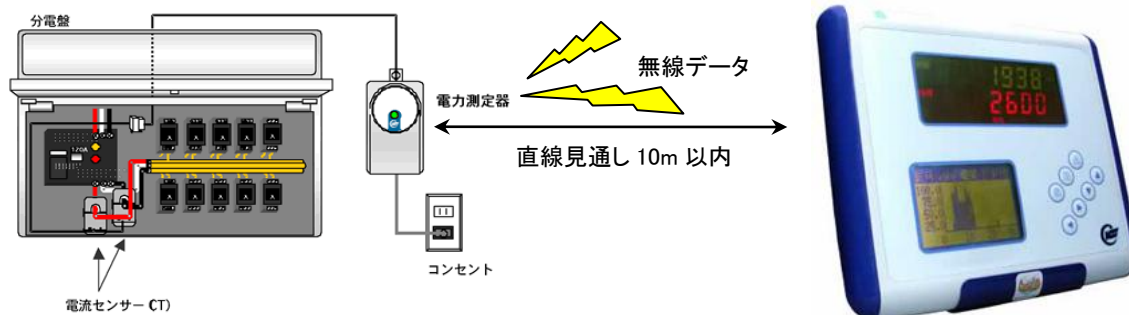 分電盤
120A
電流センサー CT)
電力測定器
コンセント
無線データ
直線見通し 10m 以内
1938
2600